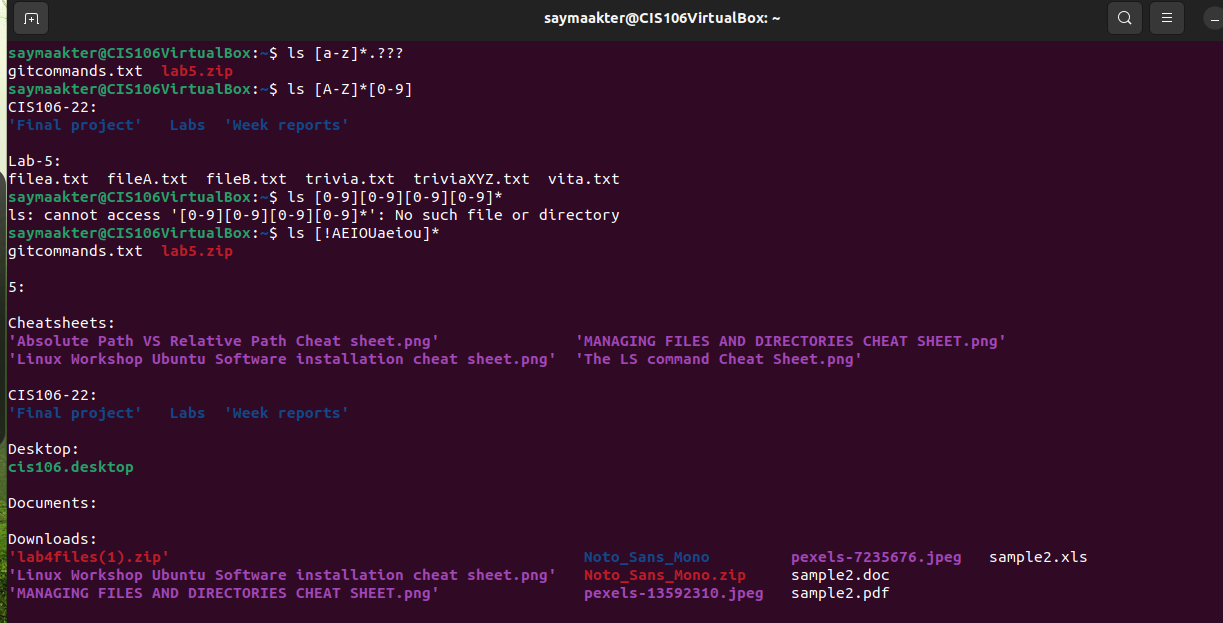 saymaakter@CIS106VirtualBox: ~
saymaakter@CIS106VirtualBox:~$ ls [a-z]*.???
gitcommands.txt  lab5.zip
saymaakter@CIS106VirtualBox:~$ ls [A-Z]*[0-9]
CIS106-22:
'Final project'   Labs  'Week reports'

Lab-5:
filea.txt  fileA.txt  fileB.txt  trivia.txt  triviaXYZ.txt  vita.txt
saymaakter@CIS106VirtualBox:~$ ls [0-9][0-9][0-9][0-9]*
ls: cannot access '[0-9][0-9][0-9][0-9]*': No such file or directory
saymaakter@CIS106VirtualBox:~$ ls [!AEIOUaeiou]*
gitcommands.txt  lab5.zip

5:

Cheatsheets:
'Absolute Path VS Relative Path Cheat sheet.png'               'MANAGING FILES AND DIRECTORIES CHEAT SHEET.png'
'Linux Workshop Ubuntu Software installation cheat sheet.png'  'The LS command Cheat Sheet.png'

CIS106-22:
'Final project'   Labs  'Week reports'

Desktop:
cis106.desktop

Documents:

Downloads:
'lab4files(1).zip'                                              Noto_Sans_Mono         pexels-7235676.jpeg   sample2.xls
'Linux Workshop Ubuntu Software installation cheat sheet.png'   Noto_Sans_Mono.zip     sample2.doc
'MANAGING FILES AND DIRECTORIES CHEAT SHEET.png'                pexels-13592310.jpeg   sample2.pdf